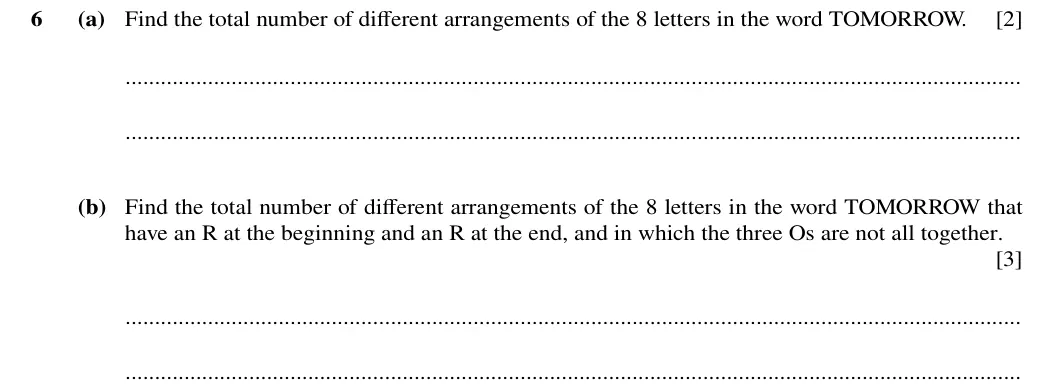 6 (a) Find the total number of different arrangements of the 8 letters in the word TOMORROW. [2]
(b) Find the total number of different arrangements of the 8 letters in the word TOMORROW that
have an R at the beginning and an R at the end, and in which the three Os are not all together.
[3]